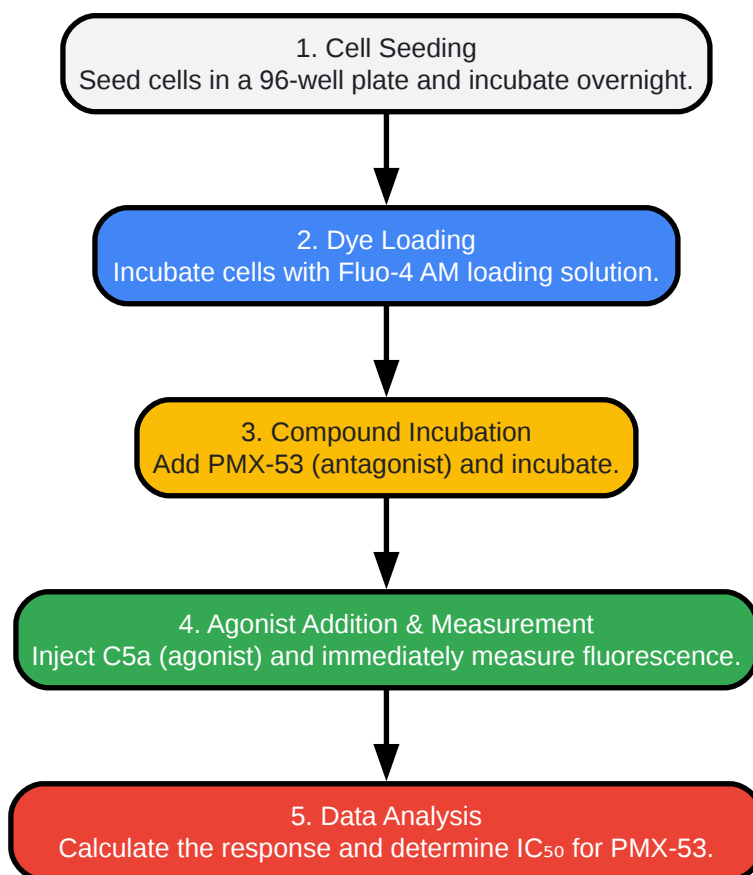 1. Cell Seeding
Seed cells in a 96-well plate and incubate overnight.
2. Dye Loading
Incubate cells with Fluo-4 AM loading solution.
3. Compound Incubation
Add PMX-53 (antagonist) and incubate.
4. Agonist Addition & Measurement
Inject C5a (agonist) and immediately measure fluorescence.
5. Data Analysis
Calculate the response and determine IC₅₀ for PMX-53.